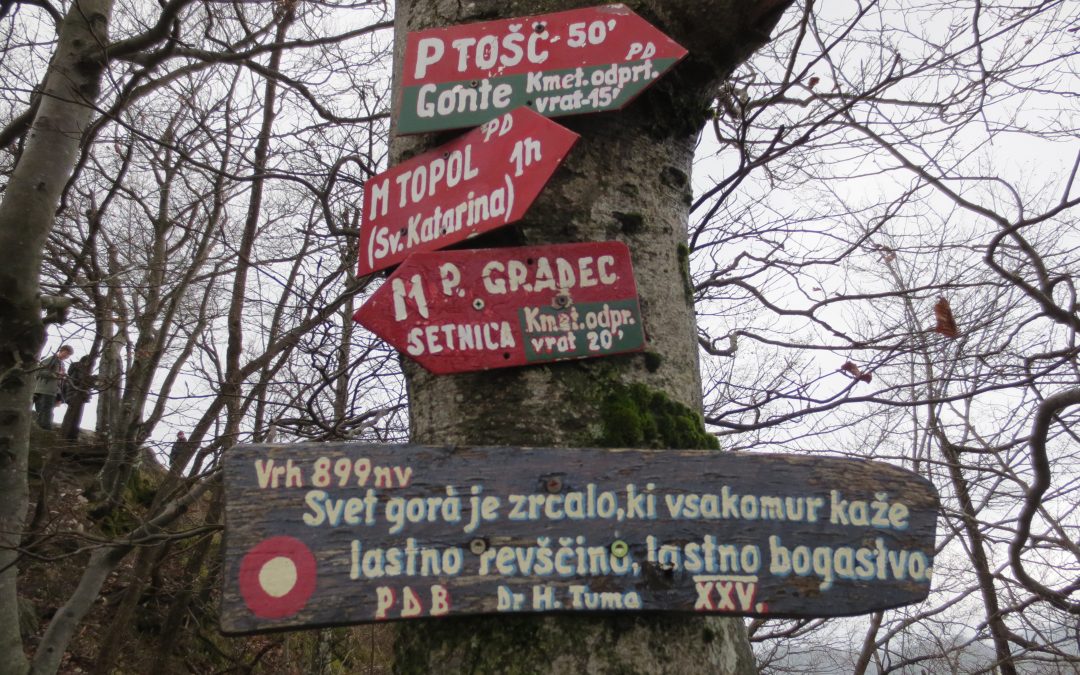 P TOŠČ - 50'
PD
Gonte Kmet. odprt.
vrat - 15'
PD
M TOPOL 1h
(Sv. Katarina)
M P. GRADEC
SETNICA Kmet. odpr.
vrat 20'
Vrh 899nv
Svet gorà je zrcalo, ki vsakomur kaže
lastno revščino, lastno bogastvo.
PDB Dr H. Tuma XXV.